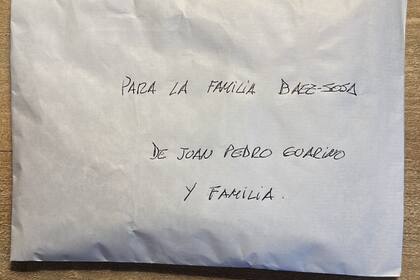 PARA LA FAMILIA BAEZ-SOSA
DE JUAN PEDRO GUARINO
Y FAMILIA.